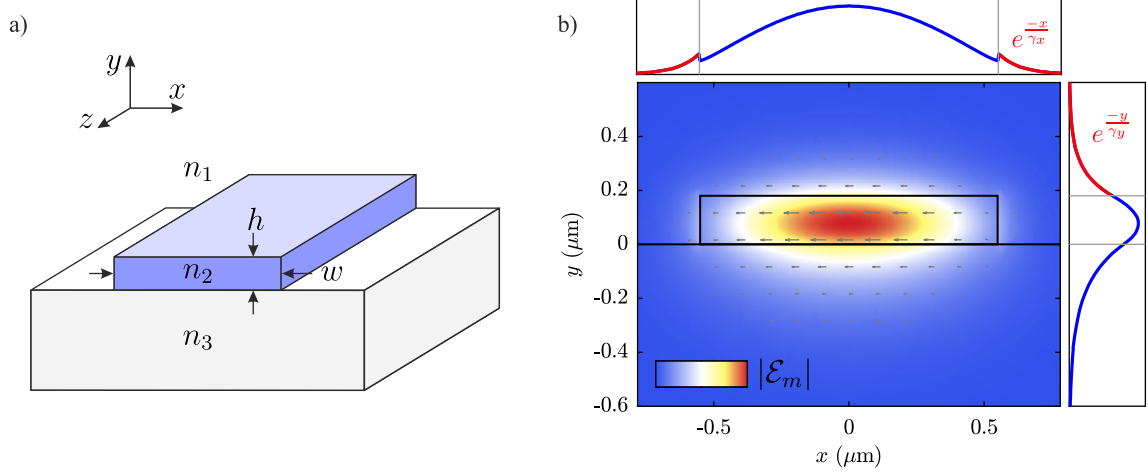 a)
y
x
z
n₁
h
n₂
w
n₃
b)
e^{-x/γx}
e^{-y/γy}
0.4
0.2
0
-0.2
-0.4
-0.6
y (μm)
|ℰₘ|
-0.5
0
0.5
x (μm)